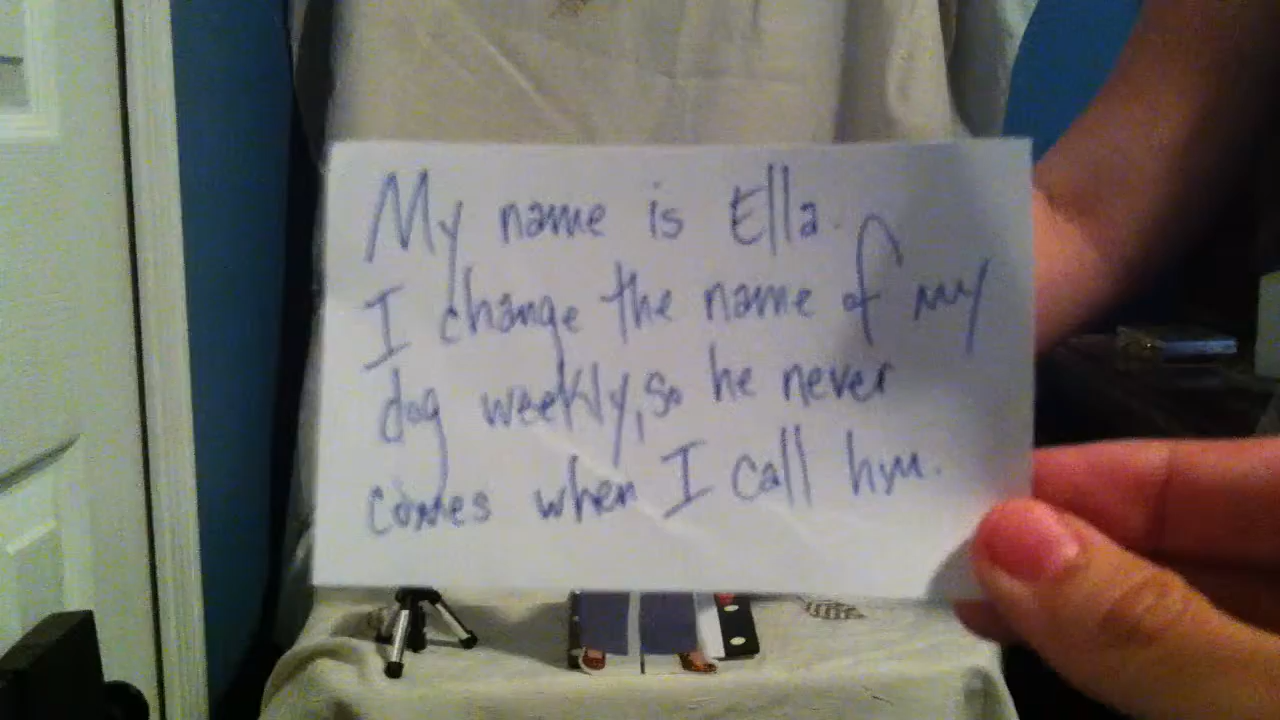 My name is Ella.
I change the name of my
dog weekly, so he never
comes when I call him.